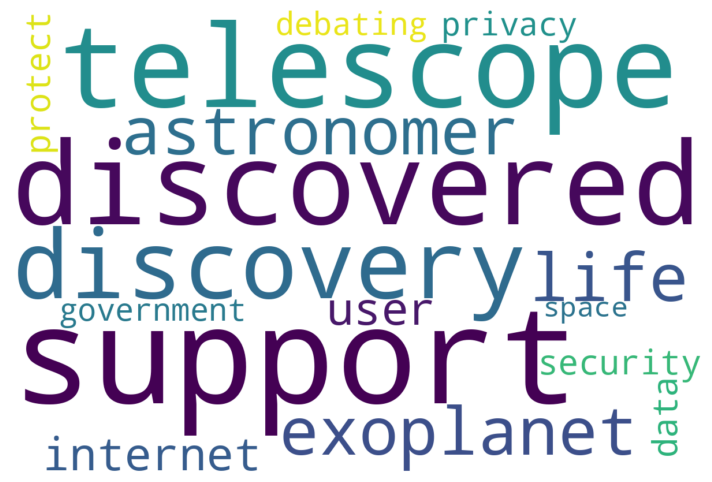 debating privacy
protect
telescope
astronomer
discovered
discovery
life
government
user
space
support
security
data
exoplanet
internet